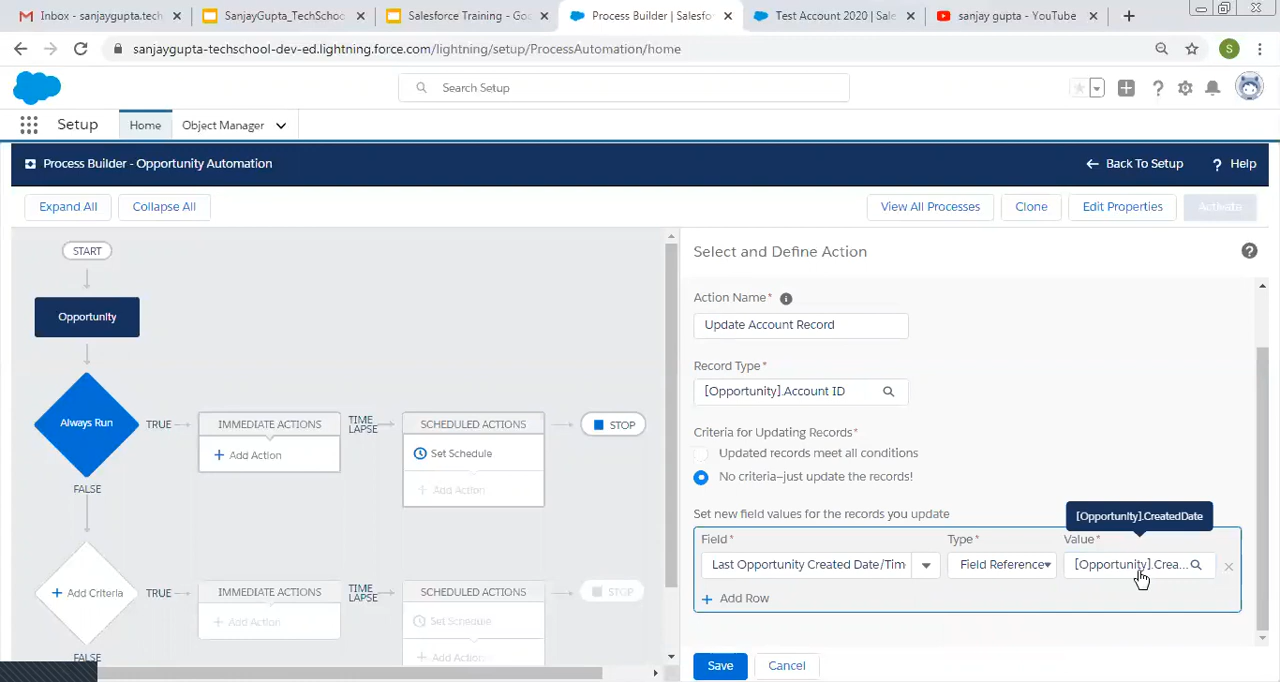 Inbox - sanjaygupta.tech
SanjayGupta_TechSchoo
Salesforce Training - Goo
Process Builder | Salesfo
Test Account 2020 | Sale
sanjay gupta - YouTube
sanjaygupta-techschool-dev-ed.lightning.force.com/lightning/setup/ProcessAutomation/home
S
Search Setup
Setup
Home
Object Manager
Process Builder - Opportunity Automation
Back To Setup
? Help
Expand All
Collapse All
View All Processes
Clone
Edit Properties
Activate
START
Opportunity
Always Run
TRUE
IMMEDIATE ACTIONS
+ Add Action
TIME
LAPSE
SCHEDULED ACTIONS
Set Schedule
+ Add Action
STOP
FALSE
+ Add Criteria
TRUE
IMMEDIATE ACTIONS
+ Add Action
TIME
LAPSE
SCHEDULED ACTIONS
Set Schedule
+ Add Action
STOP
FALSE
Select and Define Action
Action Name*
Update Account Record
Record Type*
[Opportunity].Account ID
Criteria for Updating Records*
Updated records meet all conditions
No criteria—just update the records!
Set new field values for the records you update
[Opportunity].CreatedDate
Field*
Type*
Value*
Last Opportunity Created Date/Tim
Field Reference
[Opportunity].Crea...
+ Add Row
Save
Cancel